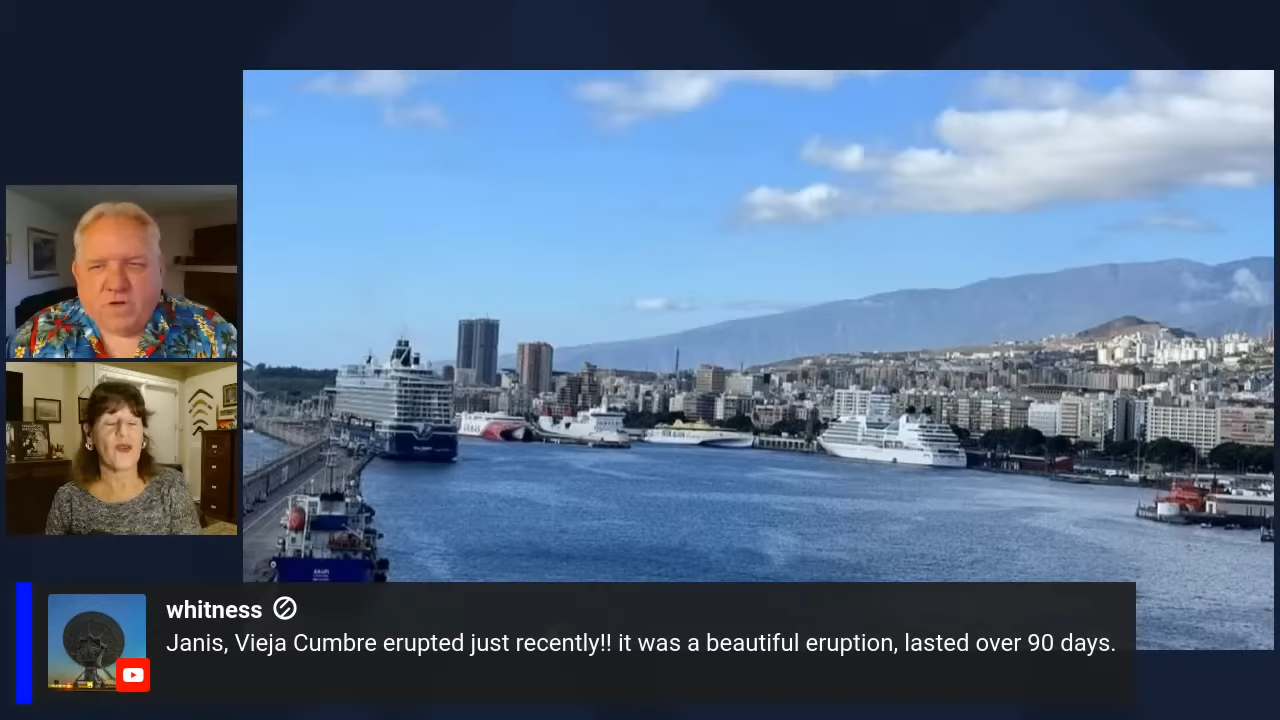 whitness
Janis, Vieja Cumbre erupted just recently!! it was a beautiful eruption, lasted over 90 days.